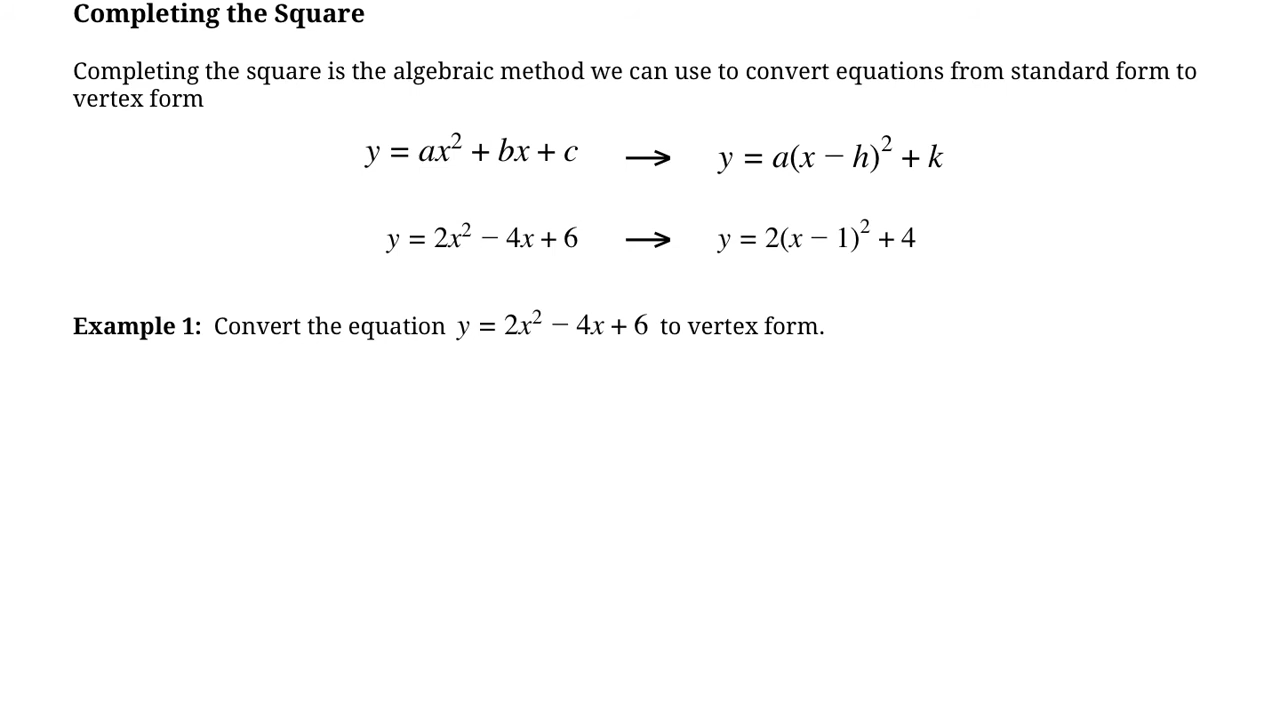 Completing the Square
Completing the square is the algebraic method we can use to convert equations from standard form to
vertex form
y = ax² + bx + c → y = a(x − h)² + k
y = 2x² − 4x + 6 → y = 2(x − 1)² + 4
Example 1: Convert the equation y = 2x² − 4x + 6 to vertex form.